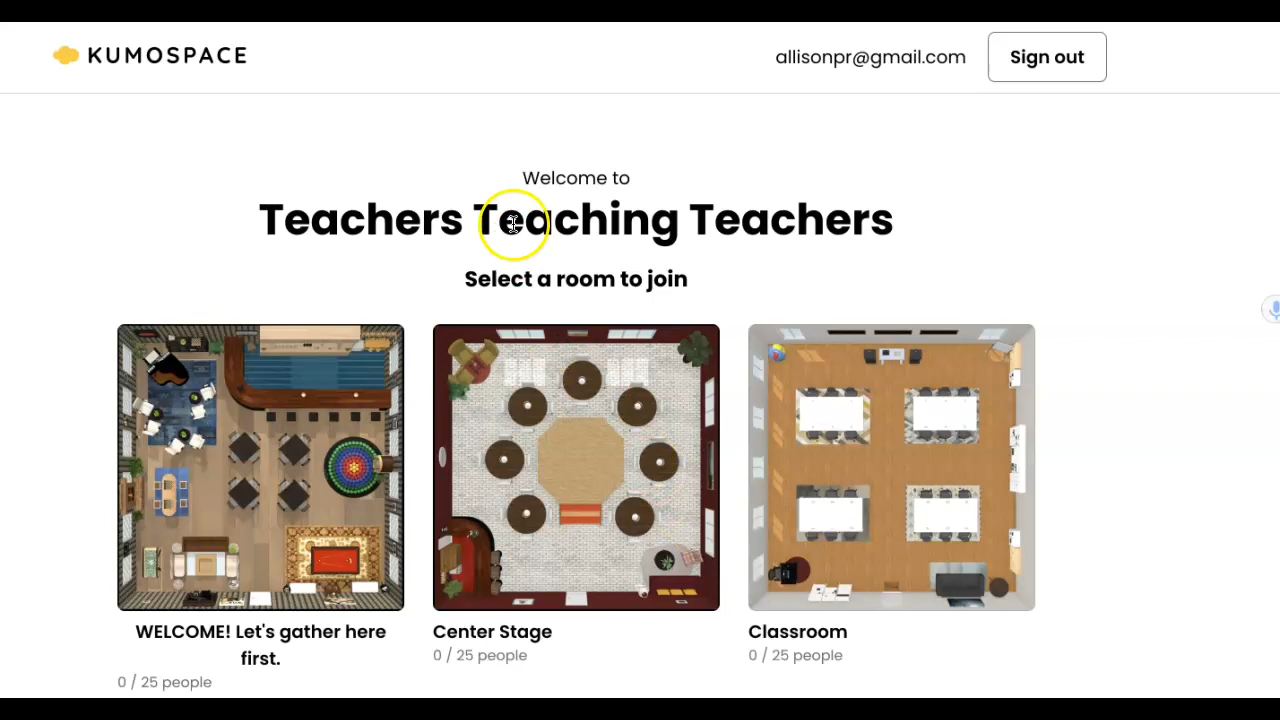 KUMOSPACE
allisonpr@gmail.com
Sign out
Welcome to
Teachers Teaching Teachers
Select a room to join
WELCOME! Let's gather here
first.
0 / 25 people
Center Stage
0 / 25 people
Classroom
0 / 25 people